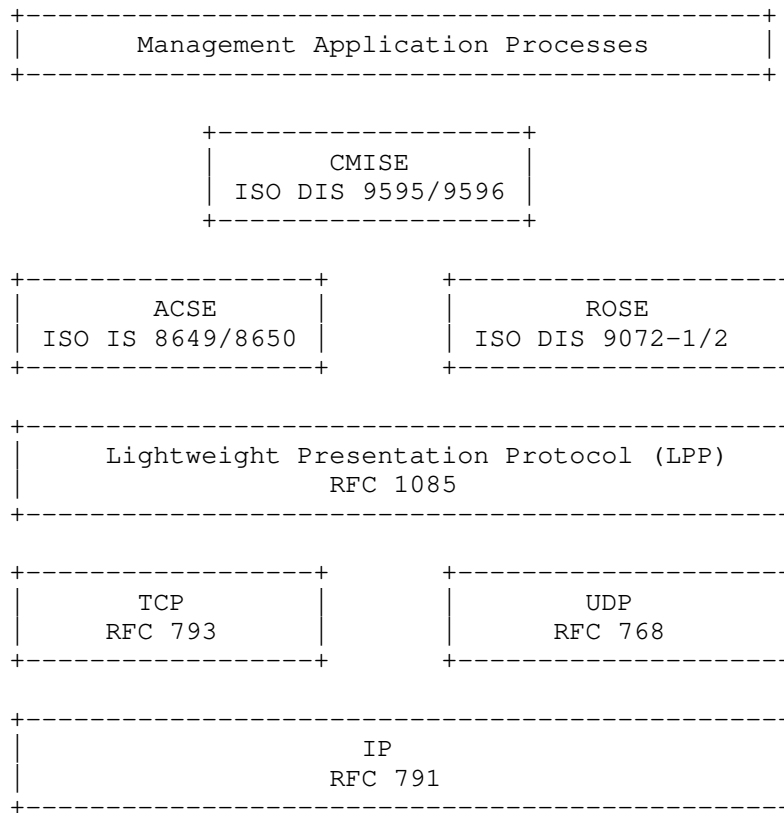 Management Application Processes
CMISE
ISO DIS 9595/9596
ACSE
ISO IS 8649/8650
ROSE
ISO DIS 9072-1/2
Lightweight Presentation Protocol (LPP)
RFC 1085
TCP
RFC 793
UDP
RFC 768
IP
RFC 791